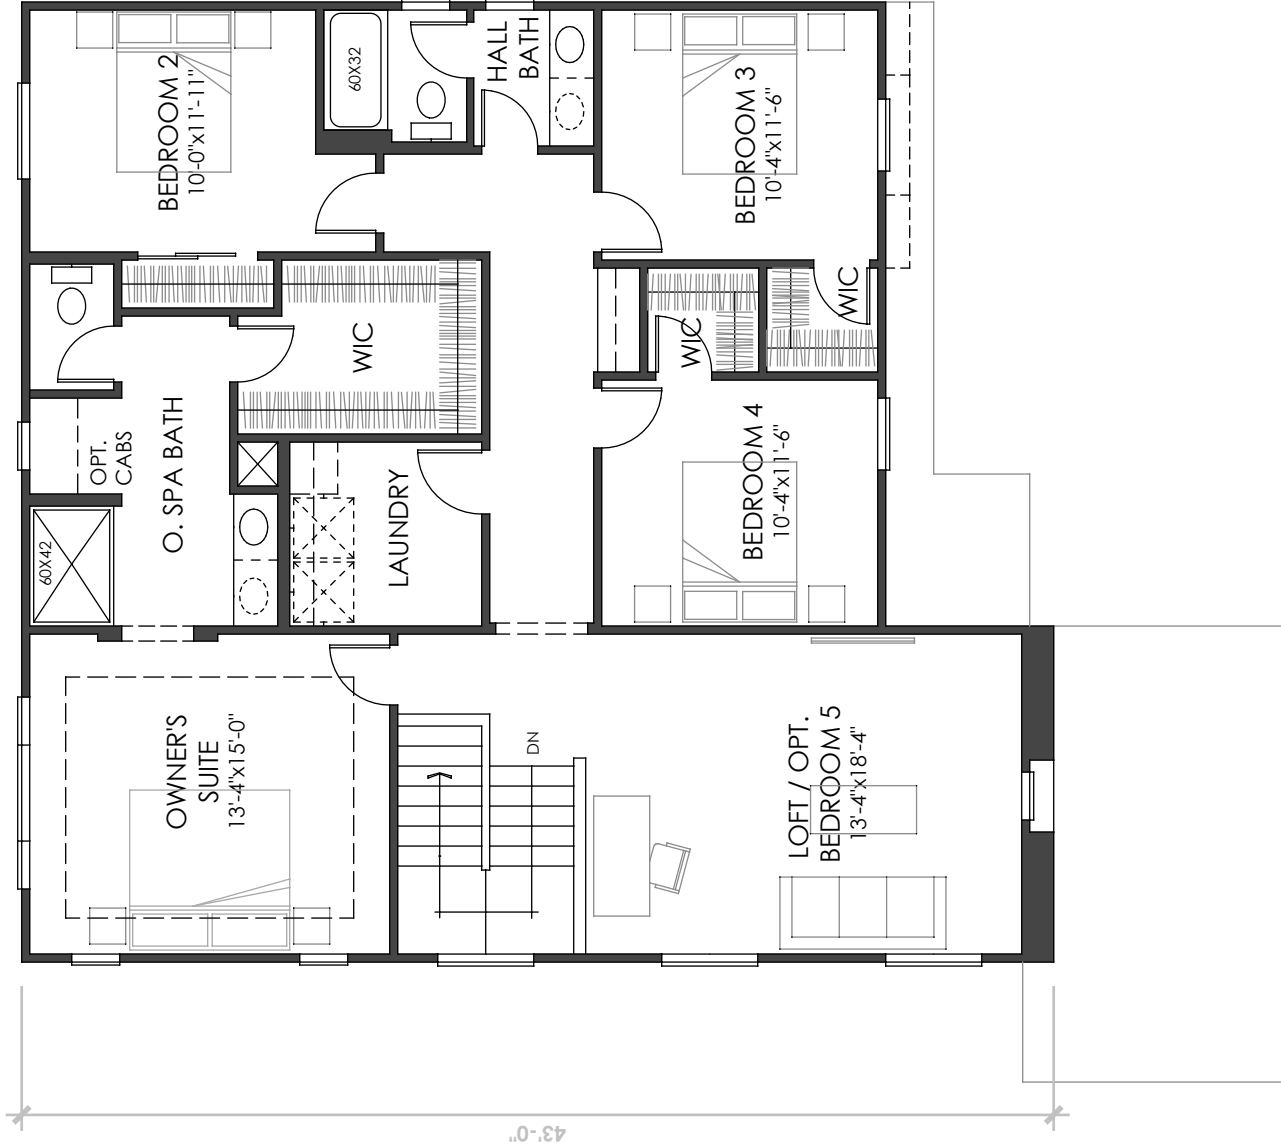 BEDROOM 2
10'-0"x11'-11"
60X32
HALL
BATH
BEDROOM 3
10'-4"x11'-6"
WIC
WIC
WIC
OPT.
CABS
O. SPA BATH
60X42
LAUNDRY
BEDROOM 4
10'-4"x11'-6"
OWNER'S
SUITE
13'-4"x15'-0"
DN
LOFT / OPT.
BEDROOM 5
13'-4"x18'-4"
43'-0"